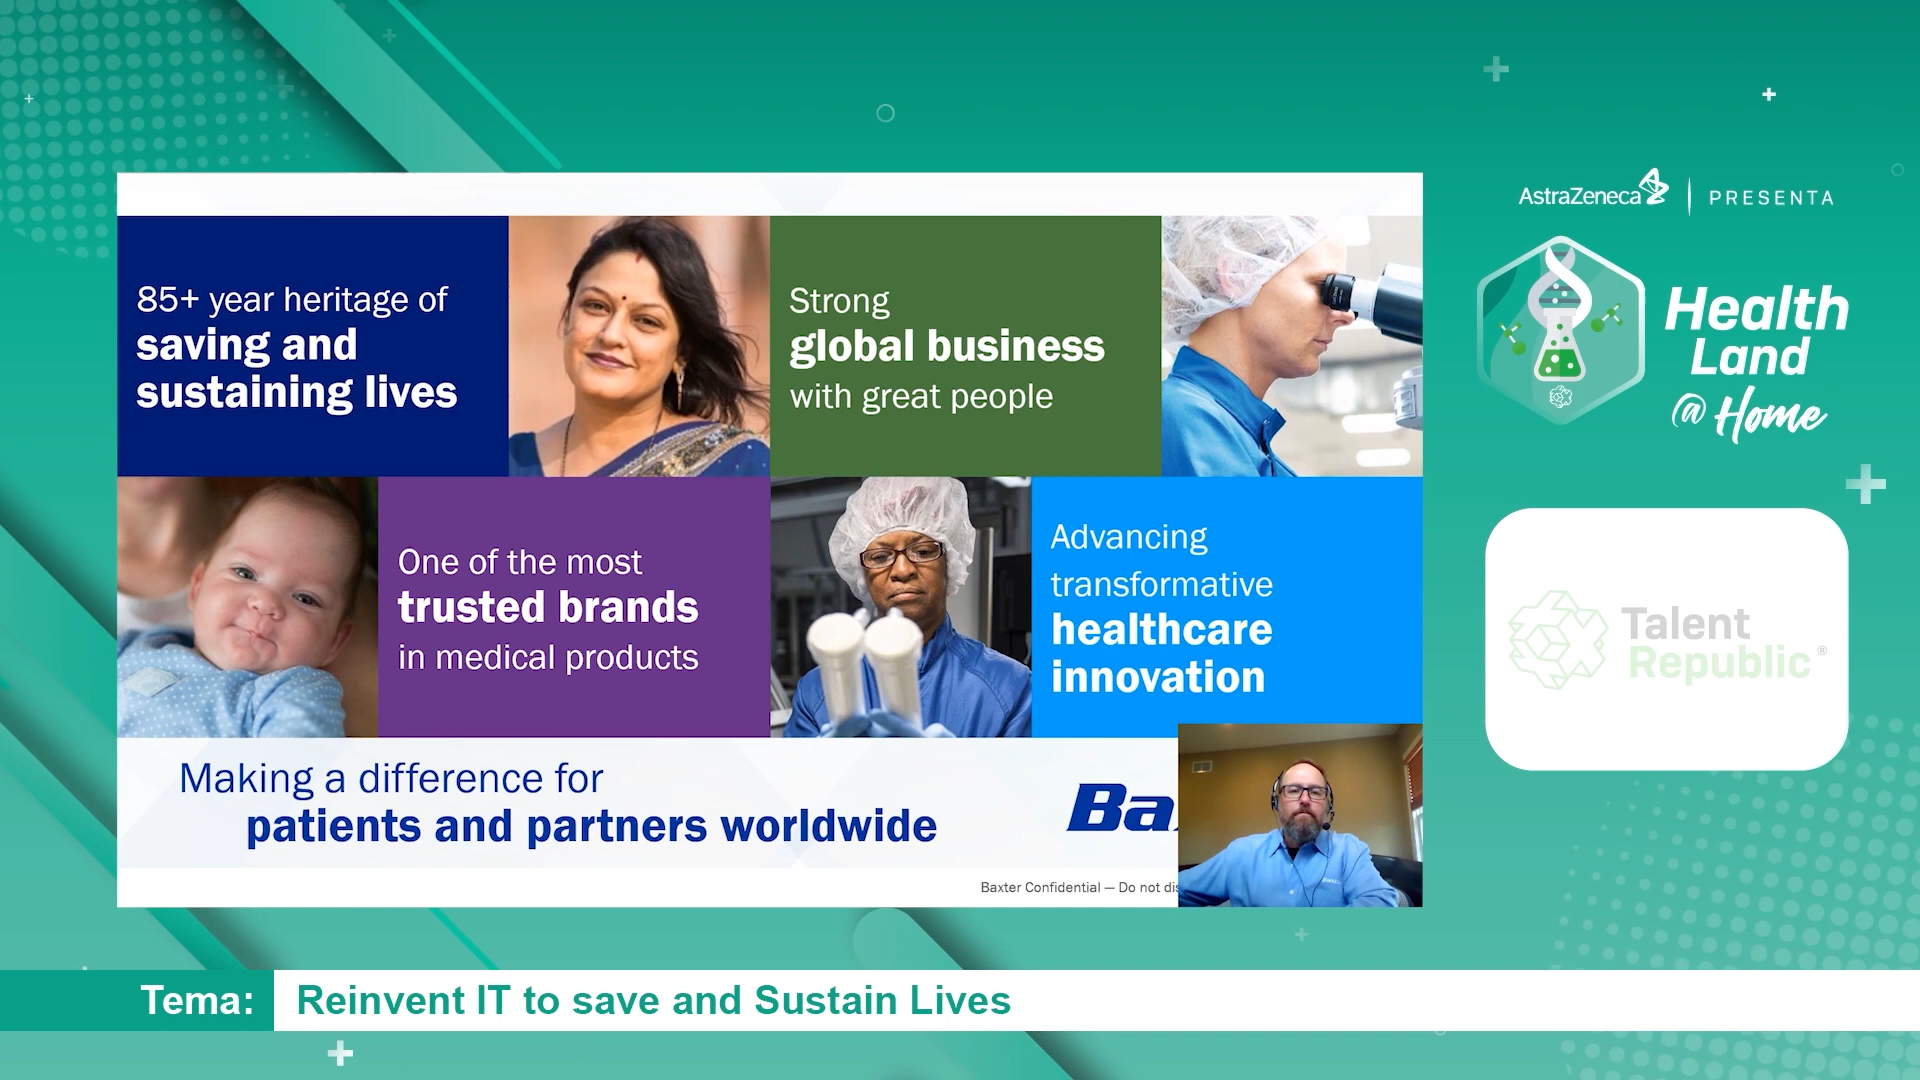 AstraZeneca PRESENTA
Health
Land
@ Home
85+ year heritage of
saving and
sustaining lives
Strong
global business
with great people
One of the most
trusted brands
in medical products
Advancing
transformative
healthcare
innovation
Making a difference for
patients and partners worldwide
Ba
Baxter Confidential — Do not dis
Talent
Republic®
Tema: Reinvent IT to save and Sustain Lives